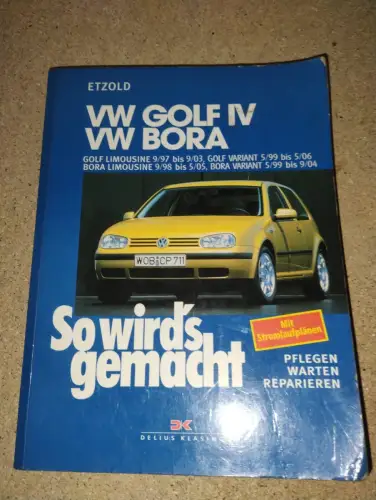 ETZOLD
VW GOLF IV
VW BORA
GOLF LIMOUSINE 9/97 bis 9/03, GOLF VARIANT 5/99 bis 5/06
BORA LIMOUSINE 9/98 bis 5/05, BORA VARIANT 5/99 bis 9/04
WOB CP 711
So wird's
gemacht
Mit
Stromlaufplänen
PFLEGEN
WARTEN
REPARIEREN
DK
DELIUS KLASING